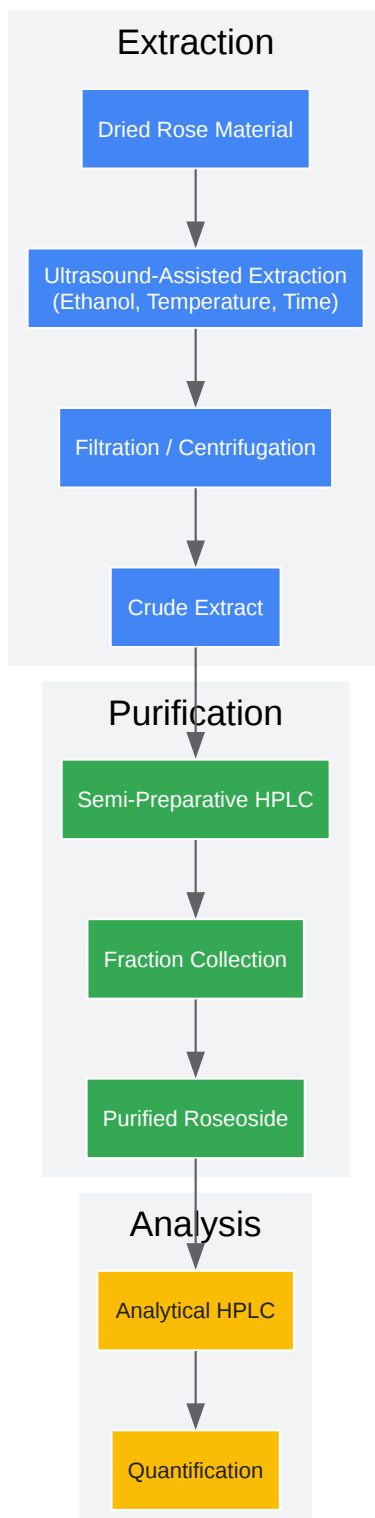 Extraction
Dried Rose Material
Ultrasound-Assisted Extraction
(Ethanol, Temperature, Time)
Filtration / Centrifugation
Crude Extract
Purification
Semi-Preparative HPLC
Fraction Collection
Purified Roseoside
Analysis
Analytical HPLC
Quantification